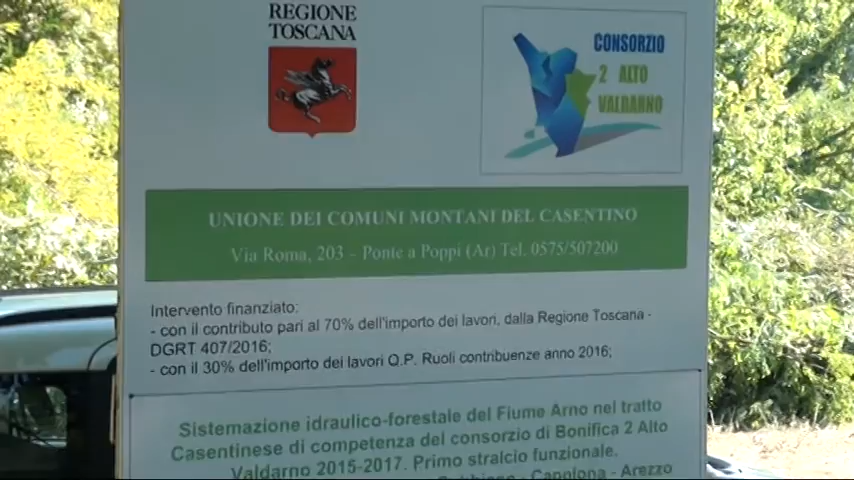 REGIONE
TOSCANA
CONSORZIO
2 ALTO
VALDARNO
UNIONE DEI COMUNI MONTANI DEL CASENTINO
Via Roma, 203 – Ponte a Poppi (Ar) Tel. 0575/507200
Intervento finanziato:
- con il contributo pari al 70% dell'importo dei lavori, dalla Regione Toscana -
DGRT 407/2016;
- con il 30% dell'importo dei lavori Q.P. Ruoli contribuenze anno 2016;
Sistemazione idraulico-forestale del Fiume Arno nel tratto
Casentinese di competenza del consorzio di Bonifica 2 Alto
Valdarno 2015-2017. Primo stralcio funzionale.
- Capolona - Arezzo